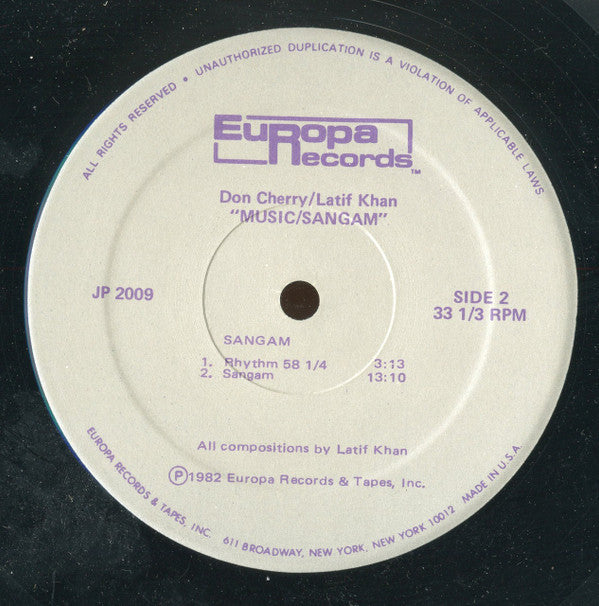 ALL RIGHTS RESERVED • UNAUTHORIZED DUPLICATION IS A VIOLATION OF APPLICABLE LAWS
EuRopa
Records™
Don Cherry/Latif Khan
"MUSIC/SANGAM"
JP 2009
SIDE 2
33 1/3 RPM
SANGAM
1. Rhythm 58 1/4 3:13
2. Sangam 13:10
All compositions by Latif Khan
Ⓟ1982 Europa Records & Tapes, Inc.
EUROPA RECORDS & TAPES, INC. 611 BROADWAY, NEW YORK, NEW YORK 10012 MADE IN U.S.A.